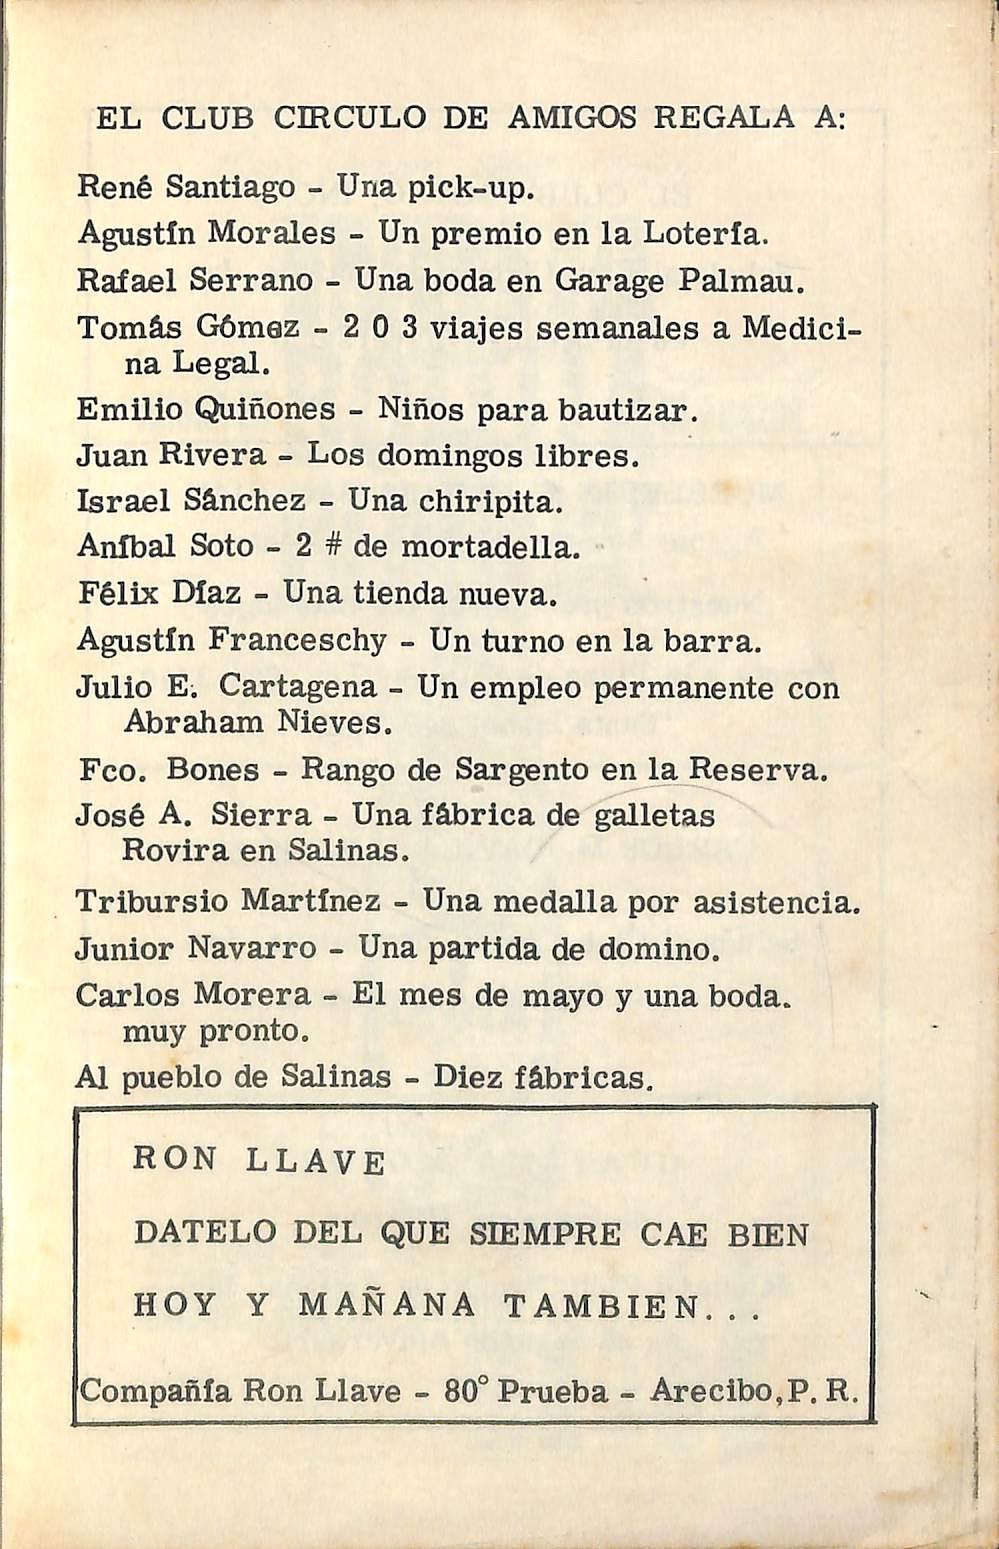 EL CLUB CIRCULO DE AMIGOS REGALA A:
René Santiago - Una pick-up.
Agustín Morales - Un premio en la Lotería.
Rafael Serrano - Una boda en Garage Palmau.
Tomás Gómez - 2 0 3 viajes semanales a Medici-
na Legal.
Emilio Quiñones - Niños para bautizar.
Juan Rivera - Los domingos libres.
Israel Sánchez - Una chiripita.
Aníbal Soto - 2 # de mortadella.
Félix Díaz - Una tienda nueva.
Agustín Franceschy - Un turno en la barra.
Julio E. Cartagena - Un empleo permanente con
Abraham Nieves.
Fco. Bones - Rango de Sargento en la Reserva.
José A. Sierra - Una fábrica de galletas
Rovira en Salinas.
Tribursio Martínez - Una medalla por asistencia.
Junior Navarro - Una partida de domino.
Carlos Morera - El mes de mayo y una boda.
muy pronto.
Al pueblo de Salinas - Diez fábricas.
RON LLAVE
DATELO DEL QUE SIEMPRE CAE BIEN
HOY Y MAÑANA TAMBIEN...
Compañía Ron Llave - 80° Prueba - Arecibo, P. R.